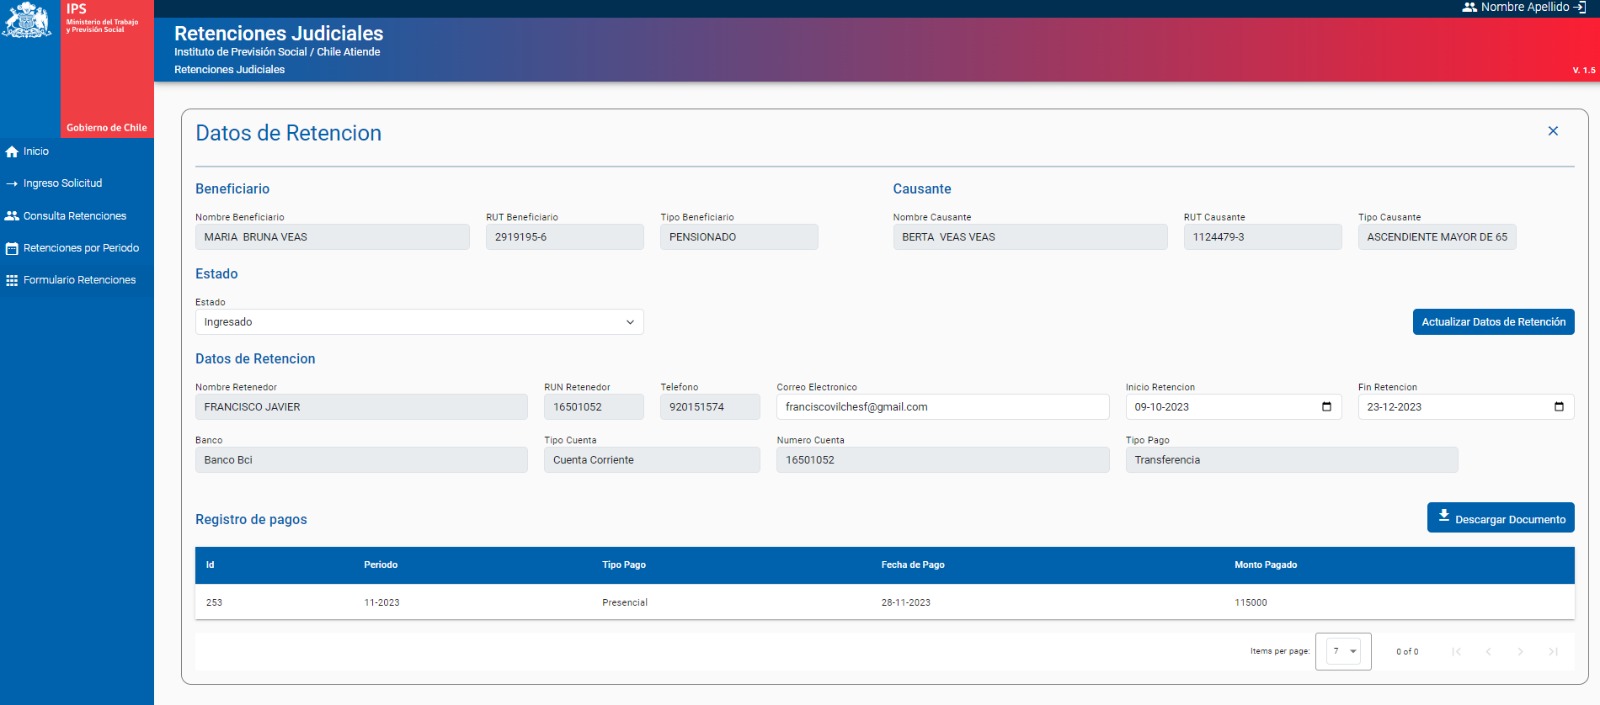 IPS
Ministerio del Trabajo
y Previsión Social
Gobierno de Chile
Nombre Apellido
Retenciones Judiciales
Instituto de Previsión Social / Chile Atiende
Retenciones Judiciales
V. 1.5
Inicio
Ingreso Solicitud
Consulta Retenciones
Retenciones por Periodo
Formulario Retenciones
Datos de Retencion
Beneficiario
Causante
Nombre Beneficiario RUT Beneficiario Tipo Beneficiario Nombre Causante RUT Causante Tipo Causante
MARIA BRUNA VEAS 2919195-6 PENSIONADO BERTA VEAS VEAS 1124479-3 ASCENDIENTE MAYOR DE 65
Estado
Estado
Ingresado
Actualizar Datos de Retención
Datos de Retencion
Nombre Retenedor RUN Retenedor Telefono Correo Electronico Inicio Retencion Fin Retencion
FRANCISCO JAVIER 16501052 920151574 franciscovilchesf@gmail.com 09-10-2023 23-12-2023
Banco Tipo Cuenta Numero Cuenta Tipo Pago
Banco Bci Cuenta Corriente 16501052 Transferencia
Registro de pagos
Descargar Documento
Id Periodo Tipo Pago Fecha de Pago Monto Pagado
253 11-2023 Presencial 28-11-2023 115000
Items per page: 7 0 of 0